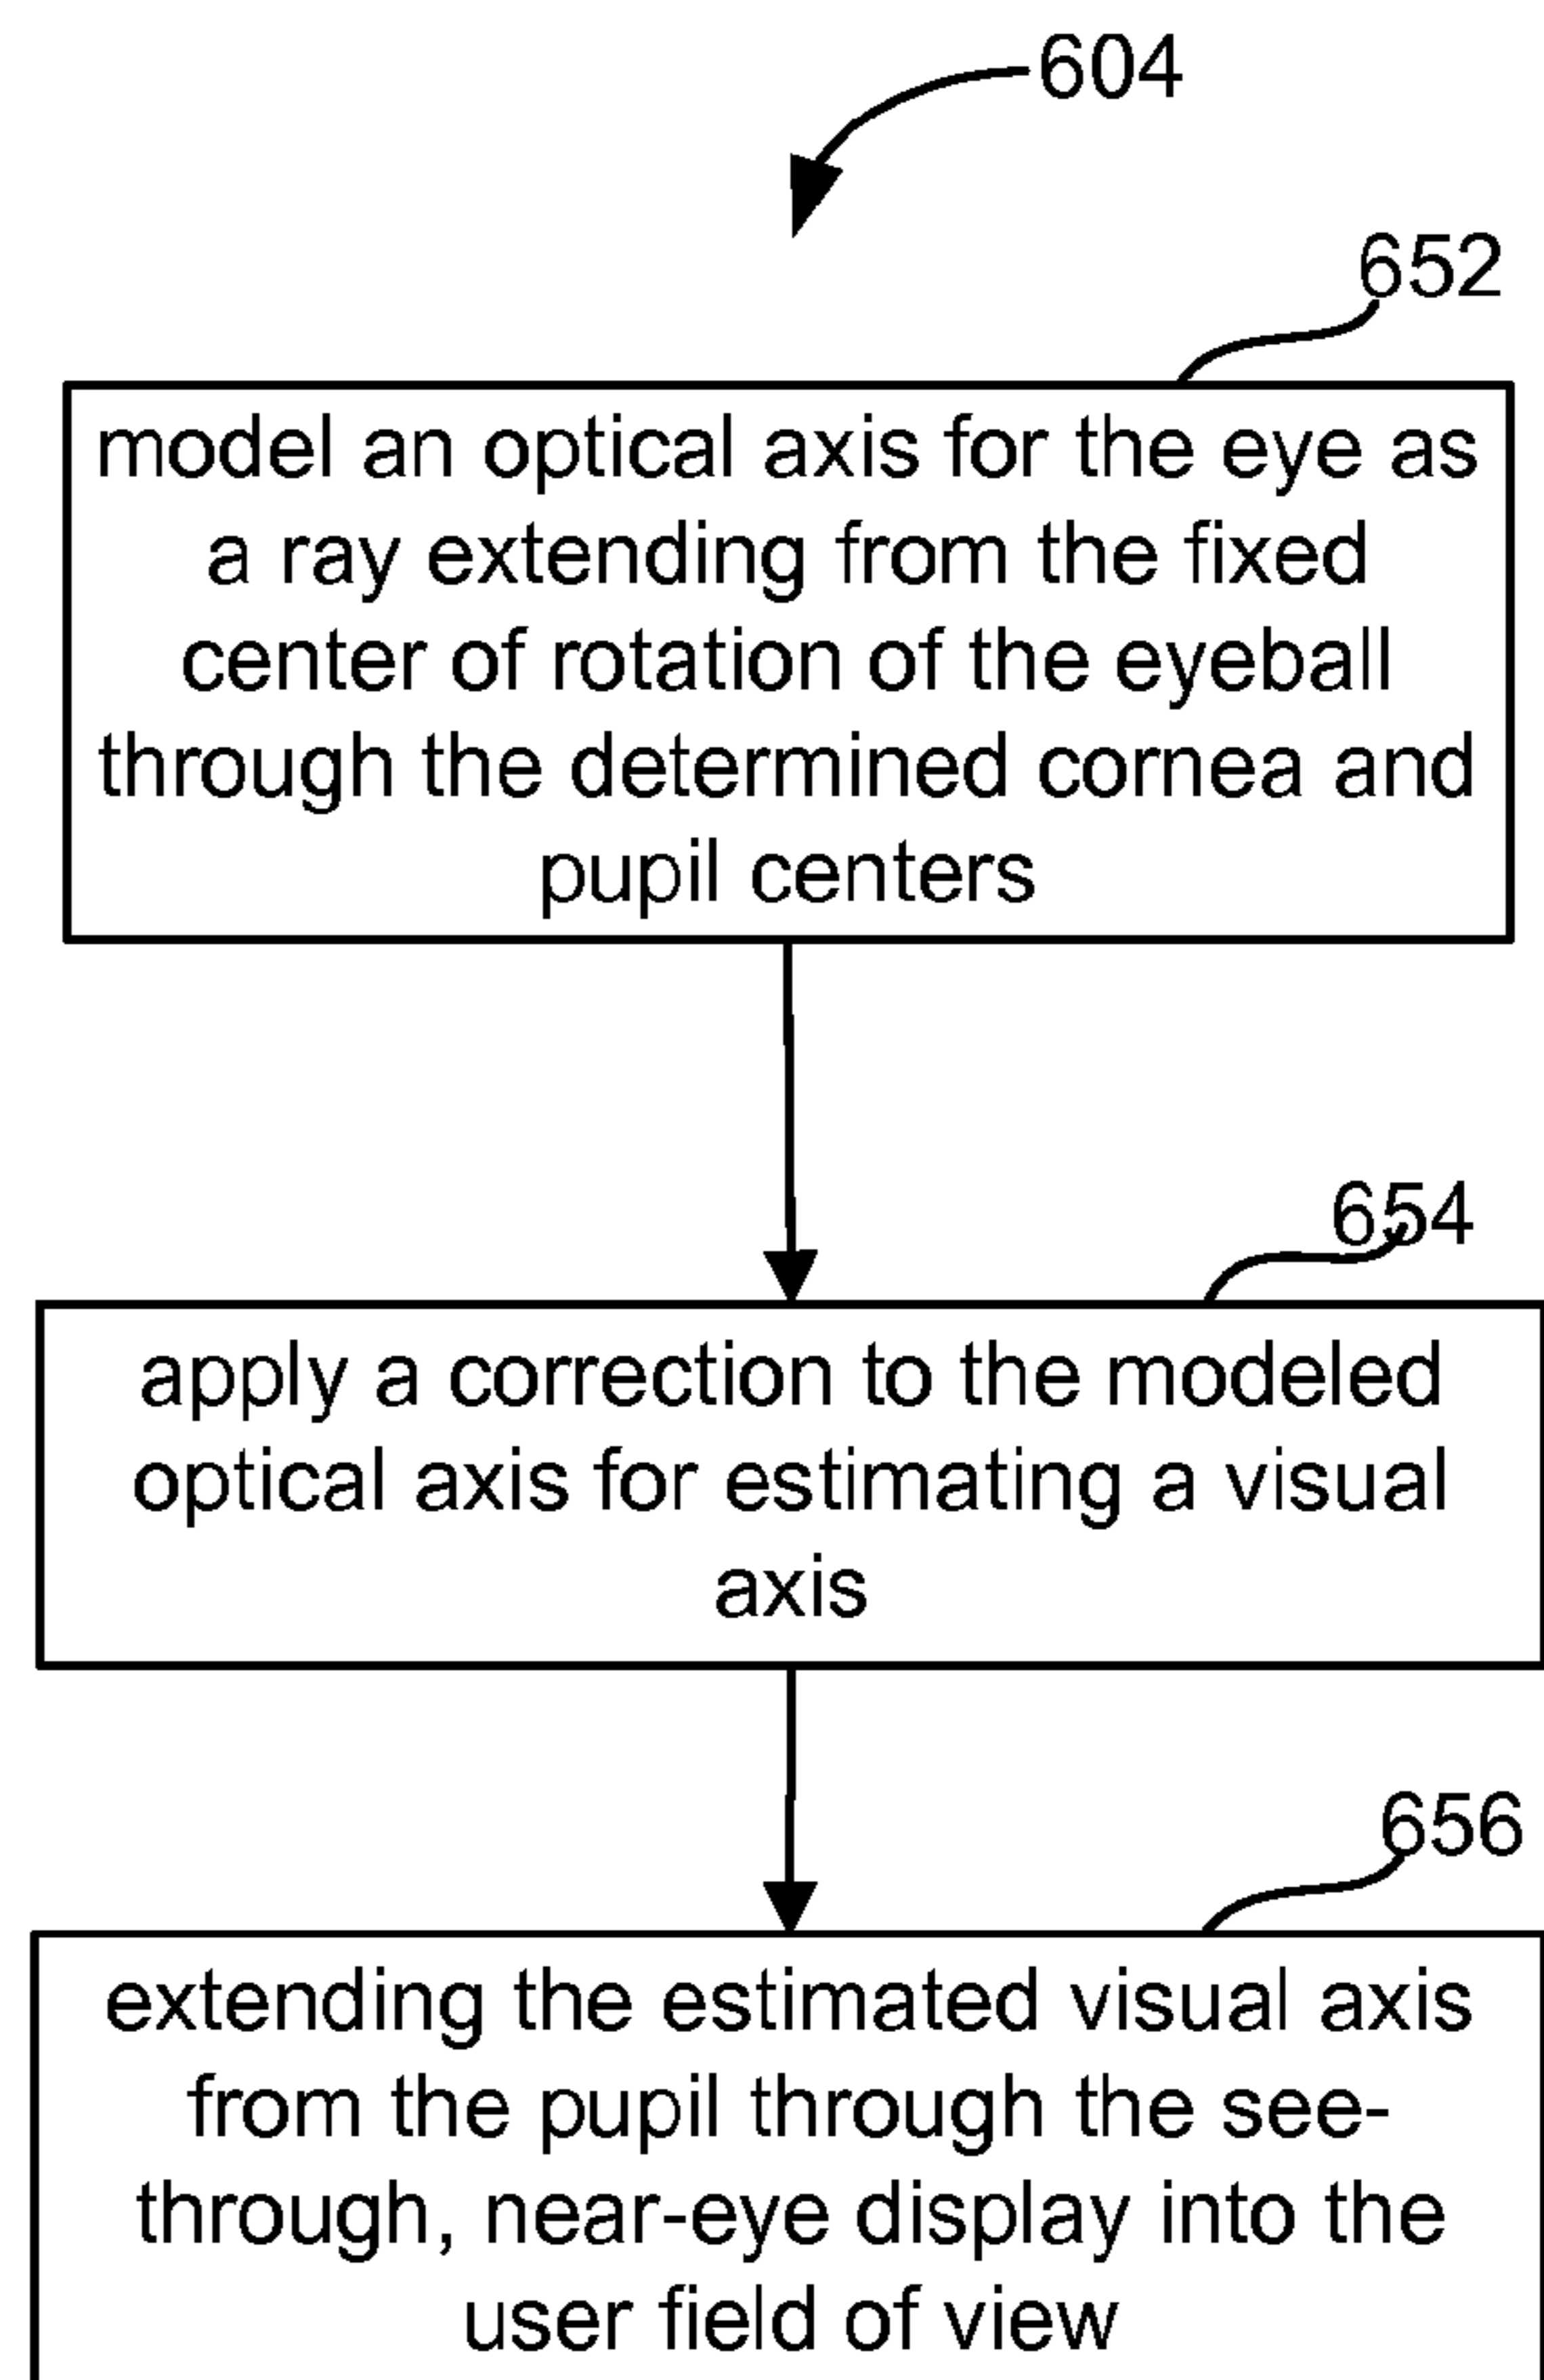 604
652
model an optical axis for the eye as
a ray extending from the fixed
center of rotation of the eyeball
through the determined cornea and
pupil centers
654
apply a correction to the modeled
optical axis for estimating a visual
axis
656
extending the estimated visual axis
from the pupil through the see-
through, near-eye display into the
user field of view